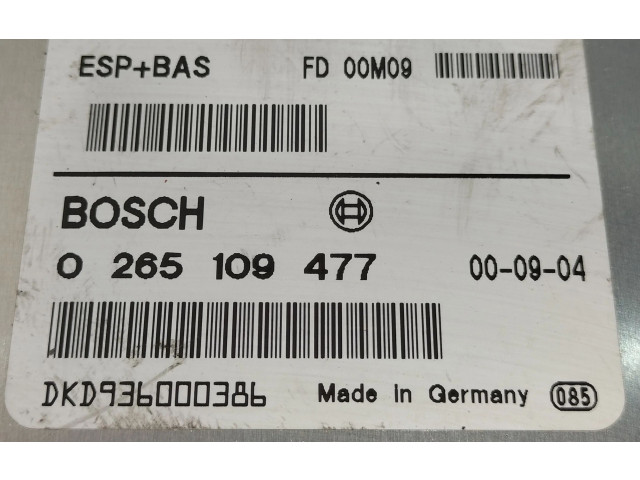 ESP+BAS FD 00M09
BOSCH
0 265 109 477 00-09-04
DKD936000386 Made in Germany 085